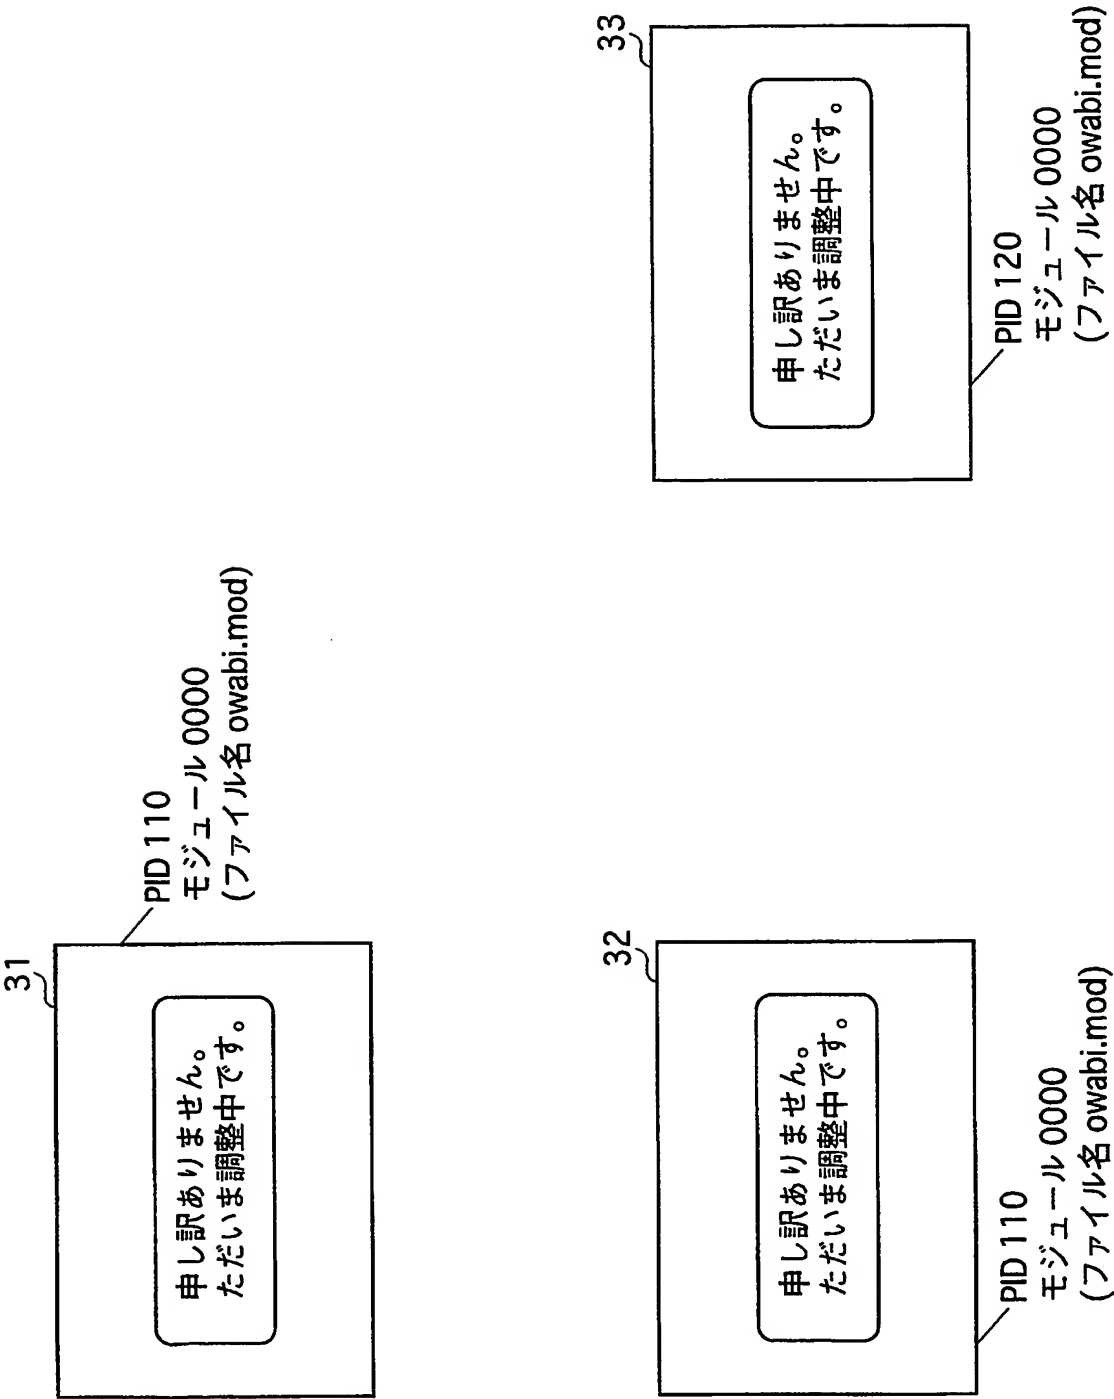 31
申し訳ありません。
ただいま調整中です。
PID 110
モジュール 0000
(ファイル名 owabi.mod)
32
申し訳ありません。
ただいま調整中です。
PID 110
モジュール 0000
(ファイル名 owabi.mod)
33
申し訳ありません。
ただいま調整中です。
PID 120
モジュール 0000
(ファイル名 owabi.mod)